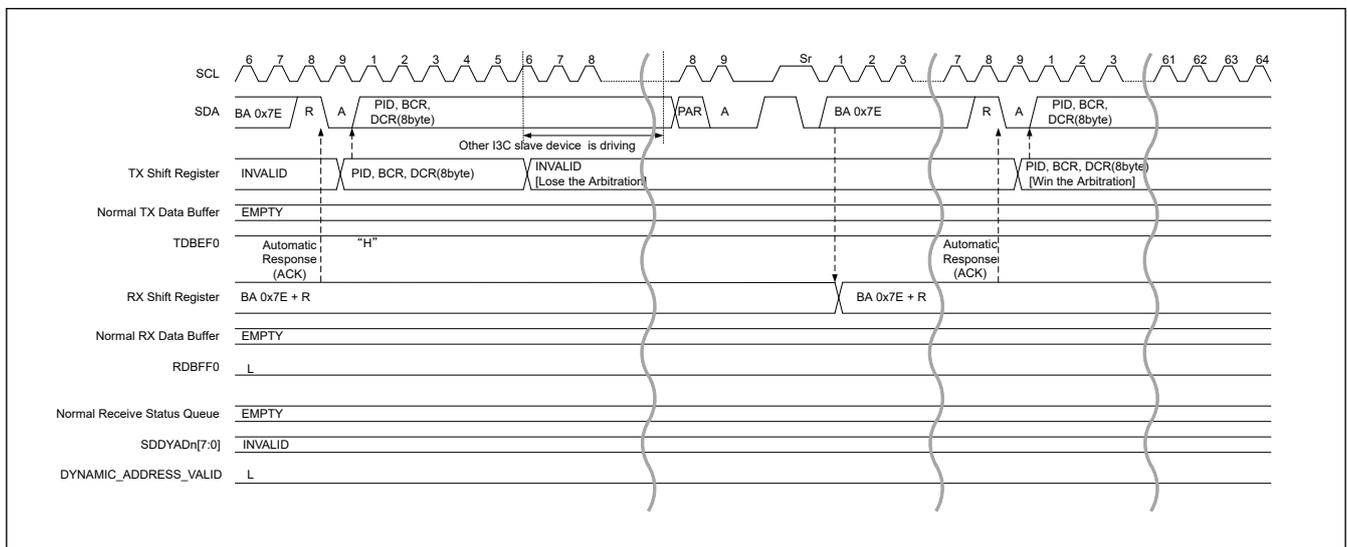 6 7 8 9 1 2 3 4 5 6 7 8 8 9 Sr 1 2 3 7 8 9 1 2 3 61 62 63 64
SCL
SDA BA 0x7E R A PID, BCR, DCR(8byte) PAR A BA 0x7E R A PID, BCR, DCR(8byte)
Other I3C slave device is driving
TX Shift Register INVALID PID, BCR, DCR(8byte) INVALID PID, BCR, DCR(8byte)
[Lose the Arbitration] [Win the Arbitration]
Normal TX Data Buffer EMPTY
TDBEF0 "H"
Automatic Automatic
Response Response
(ACK) (ACK)
RX Shift Register BA 0x7E + R BA 0x7E + R
Normal RX Data Buffer EMPTY
RDBFF0 L
Normal Receive Status Queue EMPTY
SDDYADn[7:0] INVALID
DYNAMIC_ADDRESS_VALID L